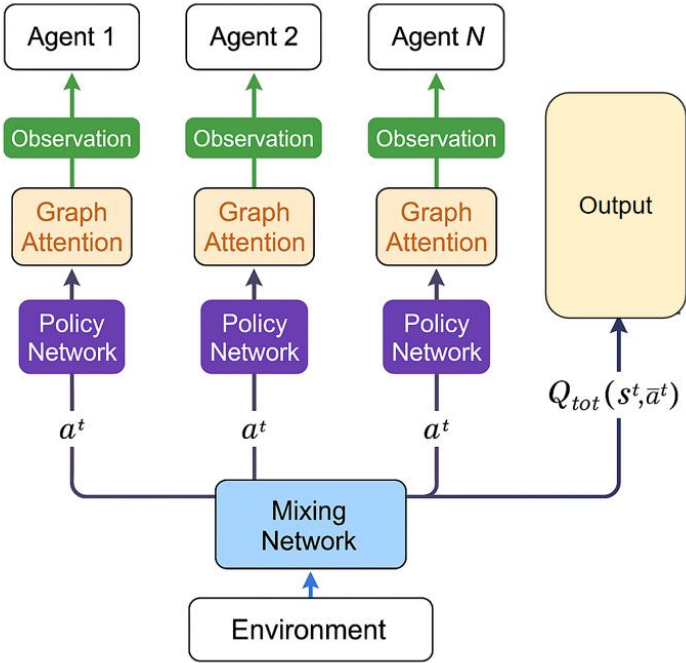 Agent 1
Agent 2
Agent N
Observation
Observation
Observation
Graph
Attention
Graph
Attention
Graph
Attention
Output
Policy
Network
Policy
Network
Policy
Network
Q_tot(s^t,ā^t)
a^t
a^t
a^t
Mixing
Network
Environment